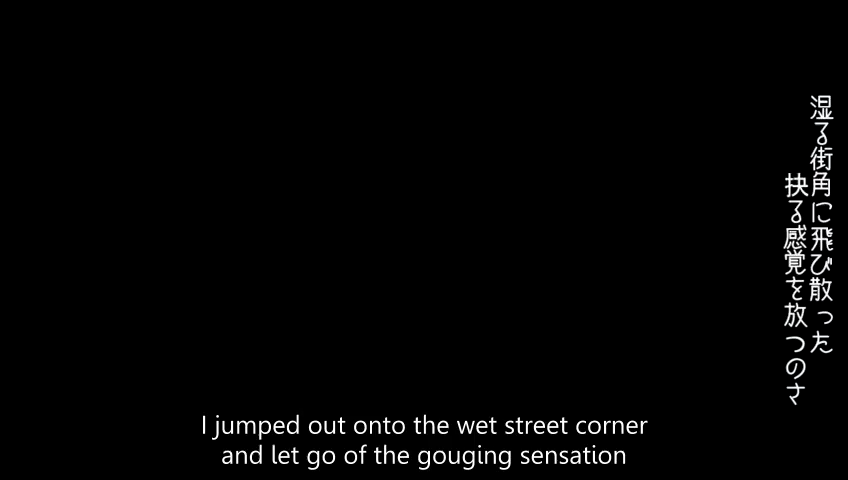 湿る街角に飛び散った
抉る感覚を放つのさ
I jumped out onto the wet street corner
and let go of the gouging sensation